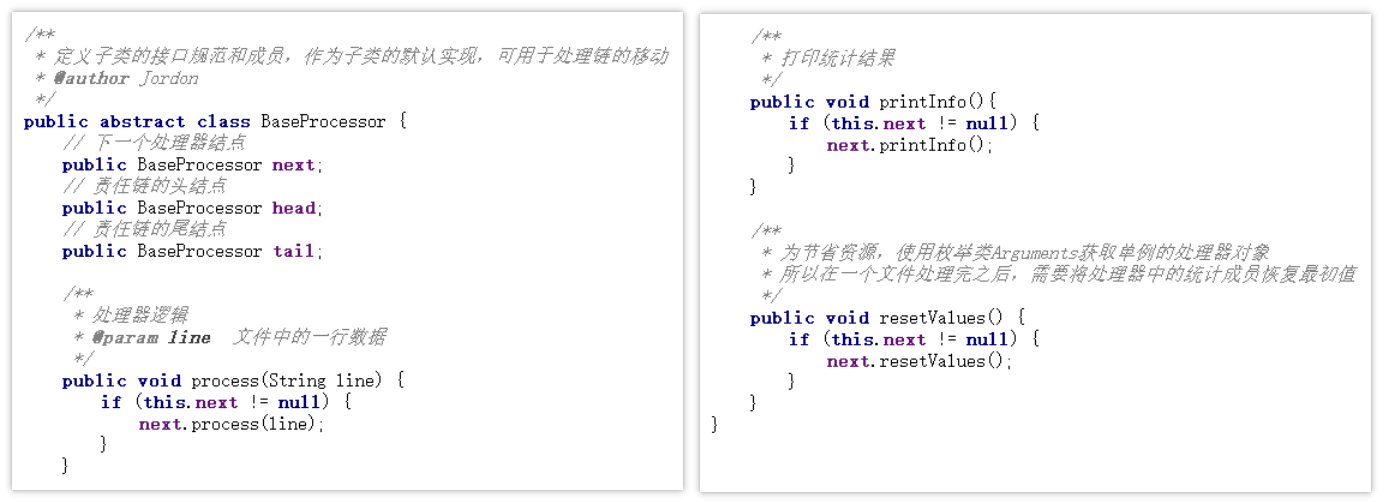 /**
 * 定义子类的接口规范和成员，作为子类的默认实现，可用于处理链的移动
 * @author Jordon
 */
public abstract class BaseProcessor {
    // 下一个处理器结点
    public BaseProcessor next;
    // 责任链的头结点
    public BaseProcessor head;
    // 责任链的尾结点
    public BaseProcessor tail;

    /**
     * 处理器逻辑
     * @param line  文件中的一行数据
     */
    public void process(String line) {
        if (this.next != null) {
            next.process(line);
        }
    }
    /**
     * 打印统计结果
     */
    public void printInfo(){
        if (this.next != null) {
            next.printInfo();
        }
    }

    /**
     * 为节省资源，使用枚举类Arguments获取单例的处理器对象
     * 所以在一个文件处理完之后，需要将处理器中的统计成员恢复最初值
     */
    public void resetValues() {
        if (this.next != null) {
            next.resetValues();
        }
    }
}